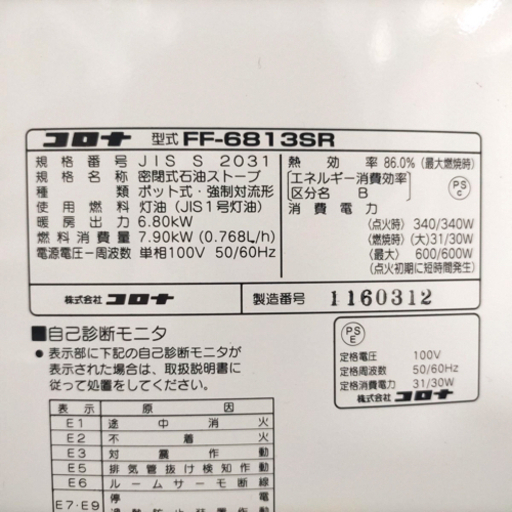 コロナ 型式 FF-6813SR
規格番号 JIS S 2031
規格名称 密閉式石油ストーブ
種類 ポット式・強制対流形
使用燃料 灯油(JIS1号灯油)
暖房出力 6.80kW
燃料消費量 7.90kW (0.768L/h)
電源電圧-周波数 単相100V 50/60Hz
熱効率 86.0% (最大燃焼時)
[エネルギー消費効率]
[区分名 B]
PS
C
消費電力
(点火時) 340/340W
(燃焼時) (大) 31/30W
(最大) 600/600W
(点火初期に短時間発生)
株式会社 コロナ
製造番号 1160312
■自己診断モニタ
● 表示部に下記の自己診断モニタが
表示された場合は、取扱説明書に
従って処置をしてください。
表示 原因
E1 途中消火
E2 不着火
E3 対震作動
E5 排気管抜け検知作動
E6 ルームサーモ断線
E7・E9 停電
PS
E
定格電圧 100V
定格周波数 50/60Hz
定格消費電力 31/30W
株式会社 コロナ